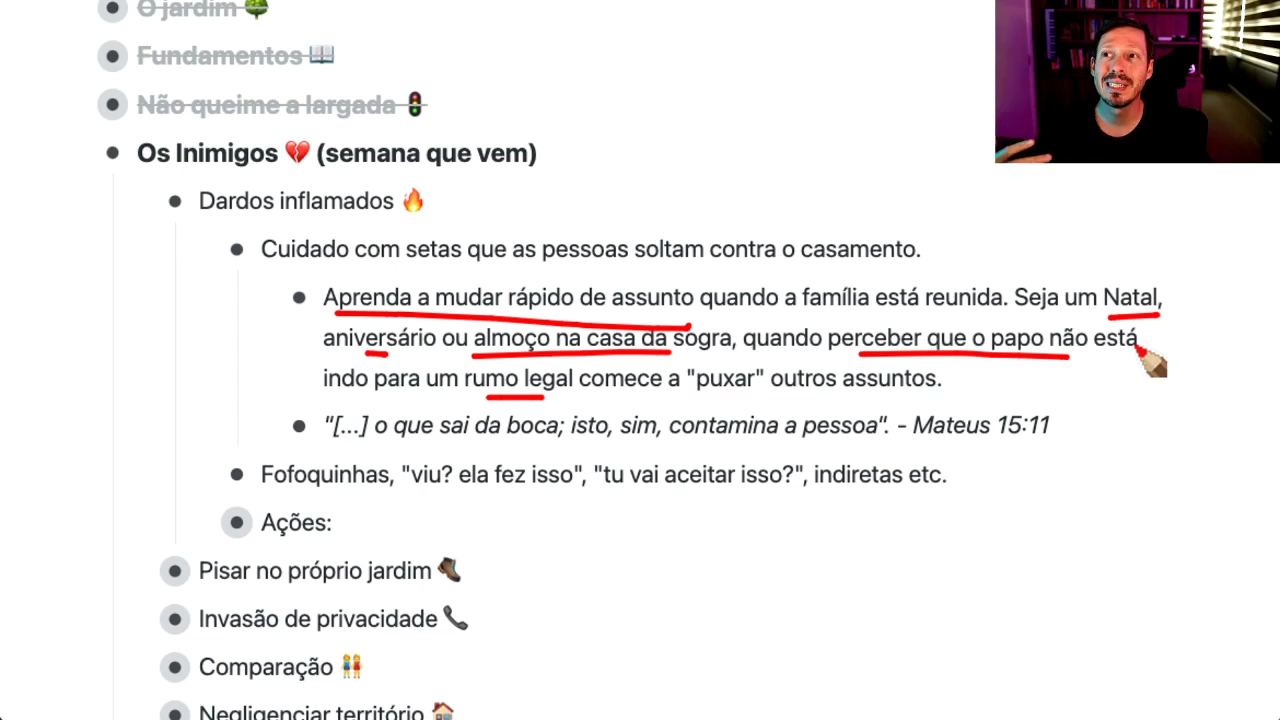 O jardim 🌳
Fundamentos 📖
Não queime a largada 🚦
Os Inimigos 💔 (semana que vem)
Dardos inflamados 🔥
Cuidado com setas que as pessoas soltam contra o casamento.
Aprenda a mudar rápido de assunto quando a família está reunida. Seja um Natal,
aniversário ou almoço na casa da sogra, quando perceber que o papo não está
indo para um rumo legal comece a "puxar" outros assuntos.
"[...] o que sai da boca; isto, sim, contamina a pessoa". - Mateus 15:11
Fofoquinhas, "viu? ela fez isso", "tu vai aceitar isso?", indiretas etc.
Ações:
Pisar no próprio jardim 🥾
Invasão de privacidade 📞
Comparação 👭
Negligenciar território 🏠